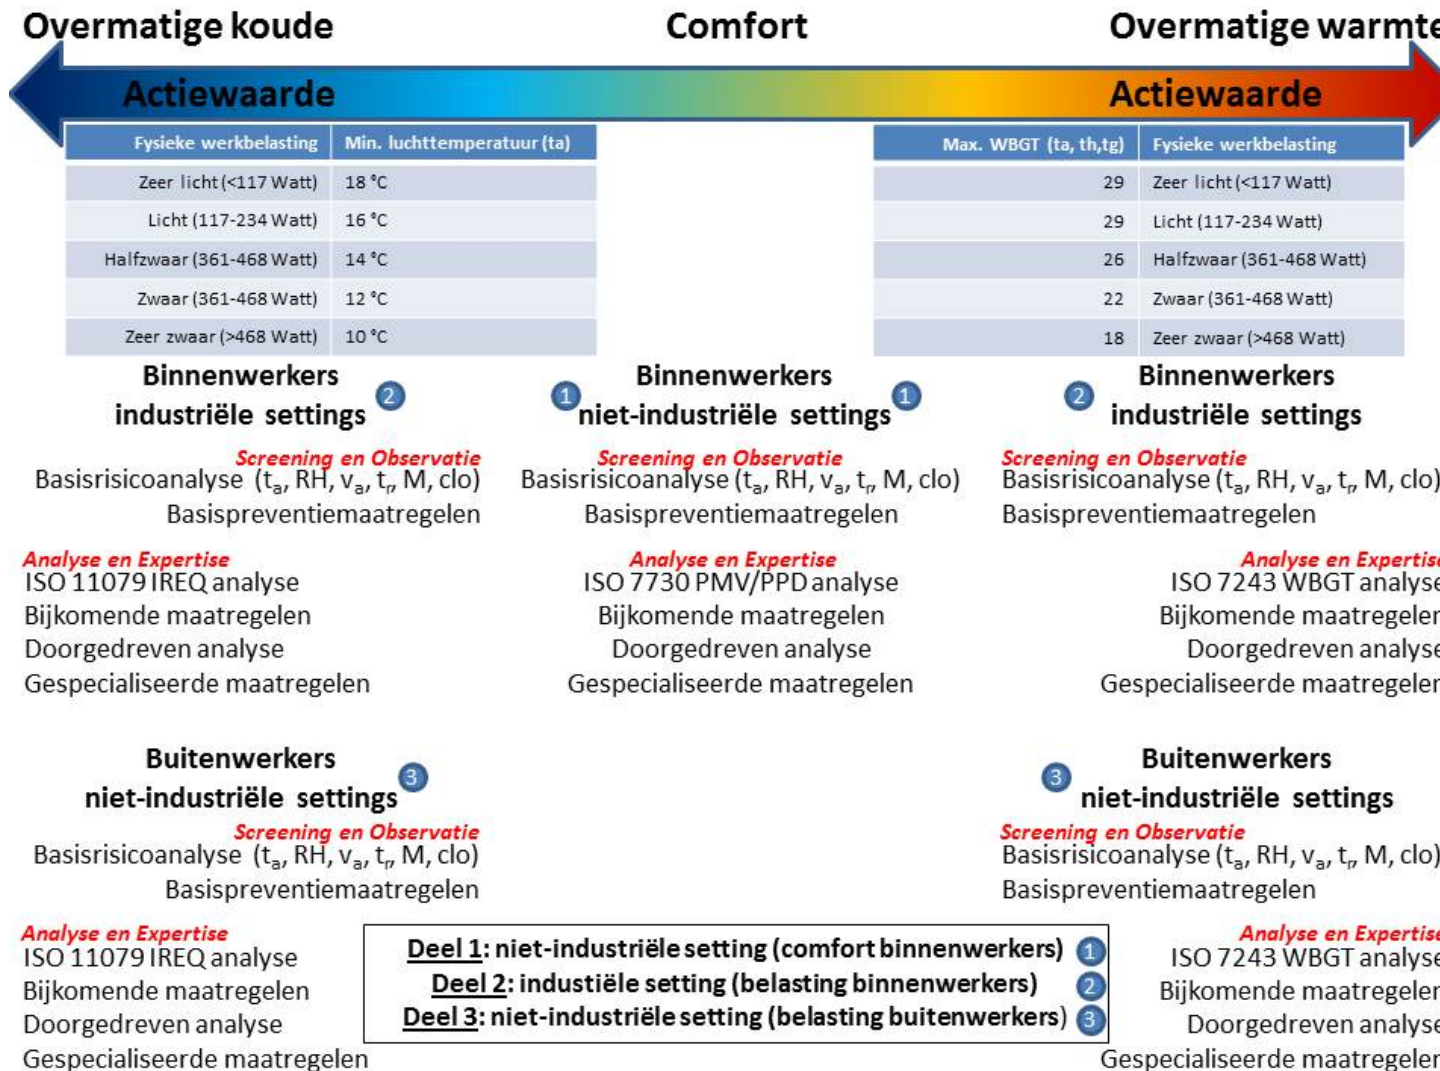 Overmatige koude
Comfort
Overmatige warmte
Actiewaarde
Actiewaarde
Fysieke werkbelasting Min. luchttemperatuur (ta)
Zeer licht (<117 Watt) 18 °C
Licht (117-234 Watt) 16 °C
Halfzwaar (361-468 Watt) 14 °C
Zwaar (361-468 Watt) 12 °C
Zeer zwaar (>468 Watt) 10 °C
Max. WBGT (ta, th,tg) Fysieke werkbelasting
29 Zeer licht (<117 Watt)
29 Licht (117-234 Watt)
26 Halfzwaar (361-468 Watt)
22 Zwaar (361-468 Watt)
18 Zeer zwaar (>468 Watt)
Binnenwerkers
industriële settings 2
Screening en Observatie
Basisrisicoanalyse (ta, RH, va, tr, M, clo)
Basispreventiemaatregelen
Analyse en Expertise
ISO 11079 IREQ analyse
Bijkomende maatregelen
Doorgedreven analyse
Gespecialiseerde maatregelen
Binnenwerkers
1 niet-industriële settings 1
Screening en Observatie
Basisrisicoanalyse (ta, RH, va, tr, M, clo)
Basispreventiemaatregelen
Analyse en Expertise
ISO 7730 PMV/PPD analyse
Bijkomende maatregelen
Doorgedreven analyse
Gespecialiseerde maatregelen
Binnenwerkers
2 industriële settings
Screening en Observatie
Basisrisicoanalyse (ta, RH, va, tr, M, clo)
Basispreventiemaatregelen
Analyse en Expertise
ISO 7243 WBGT analyse
Bijkomende maatregelen
Doorgedreven analyse
Gespecialiseerde maatregelen
Buitenwerkers
niet-industriële settings 3
Screening en Observatie
Basisrisicoanalyse (ta, RH, va, tr, M, clo)
Basispreventiemaatregelen
Analyse en Expertise
ISO 11079 IREQ analyse
Bijkomende maatregelen
Doorgedreven analyse
Gespecialiseerde maatregelen
Buitenwerkers
3 niet-industriële settings
Screening en Observatie
Basisrisicoanalyse (ta, RH, va, tr, M, clo)
Basispreventiemaatregelen
Analyse en Expertise
ISO 7243 WBGT analyse
Bijkomende maatregelen
Doorgedreven analyse
Gespecialiseerde maatregelen
Deel 1: niet-industriële setting (comfort binnenwerkers) 1
Deel 2: industiële setting (belasting binnenwerkers) 2
Deel 3: niet-industriële setting (belasting buitenwerkers) 3